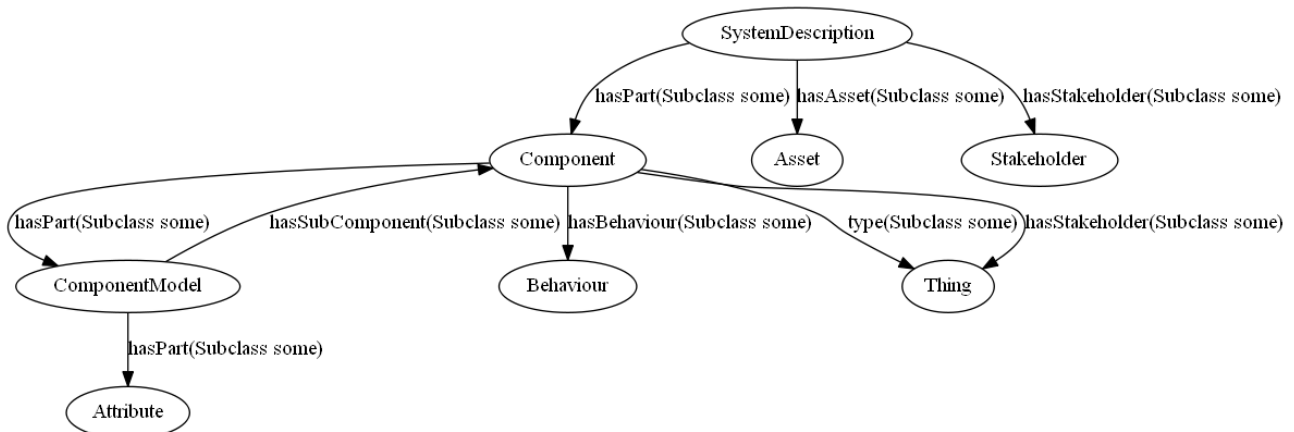 SystemDescription
hasPart(Subclass some)
hasAsset(Subclass some)
hasStakeholder(Subclass some)
Component
Asset
Stakeholder
hasPart(Subclass some)
hasSubComponent(Subclass some)
hasBehaviour(Subclass some)
type(Subclass some)
hasStakeholder(Subclass some)
ComponentModel
Behaviour
Thing
hasPart(Subclass some)
Attribute